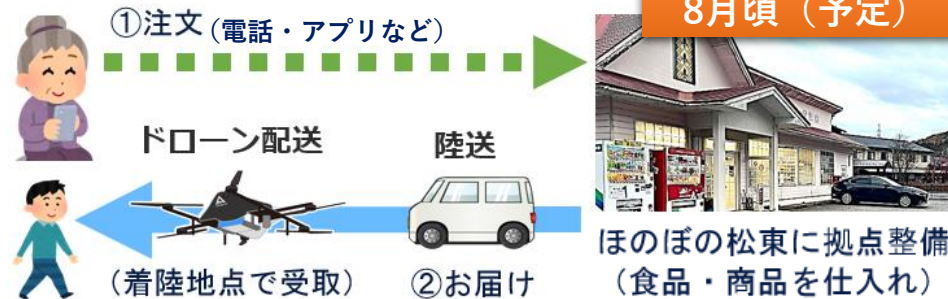 8月頃（予定）
①注文(電話・アプリなど)
ドローン配送
陸送
(着陸地点で受取)
②お届け
ほのぼの松東に拠点整備
(食品・商品を仕入れ)